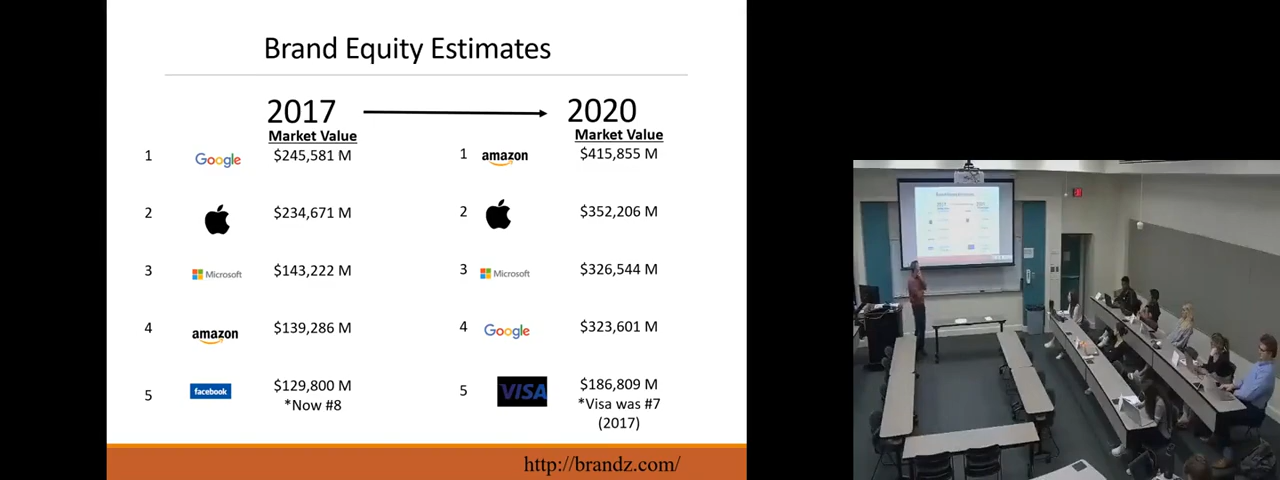 Brand Equity Estimates
2017
2020
Market Value
Market Value
1 Google $245,581 M
1 amazon $415,855 M
2 $234,671 M
2 $352,206 M
3 Microsoft $143,222 M
3 Microsoft $326,544 M
4 amazon $139,286 M
4 Google $323,601 M
5 facebook $129,800 M
*Now #8
5 VISA $186,809 M
*Visa was #7
(2017)
http://brandz.com/